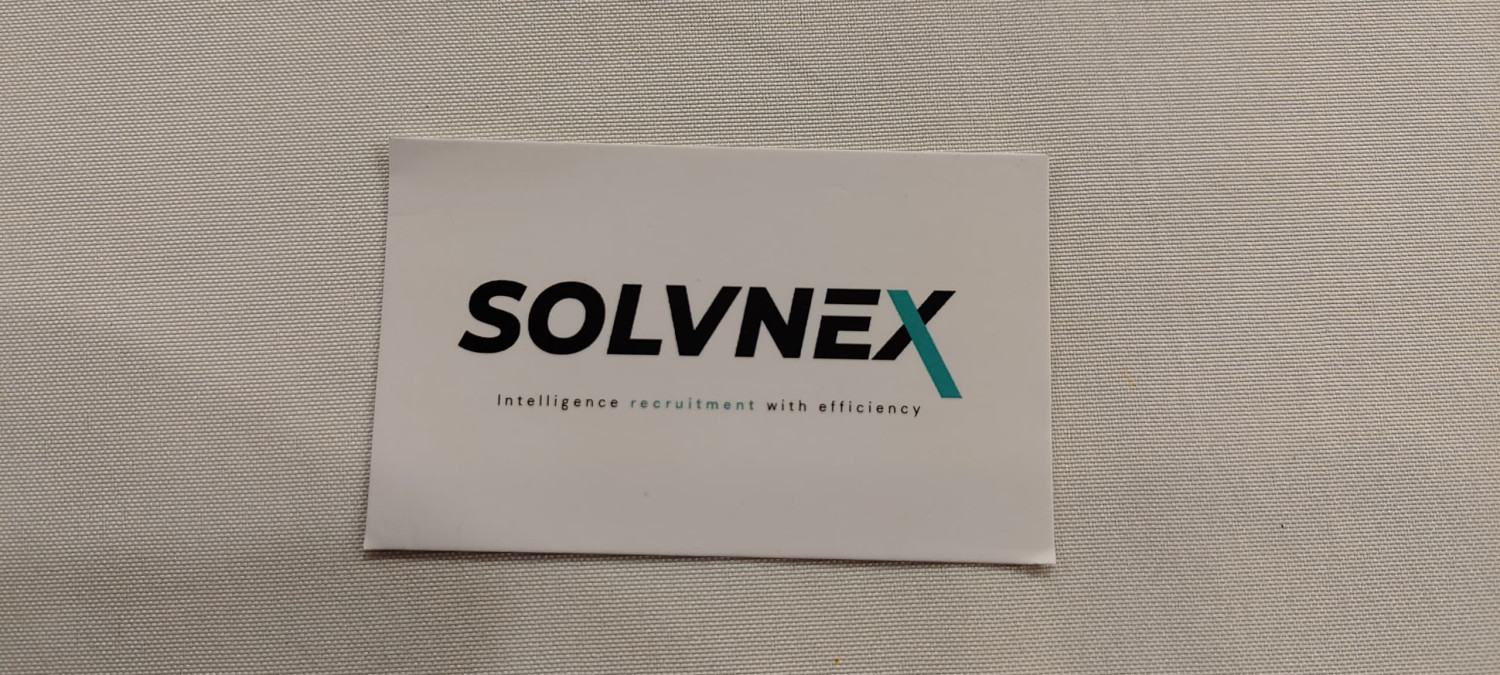 SOLVNEX
Intelligence recruitment with efficiency